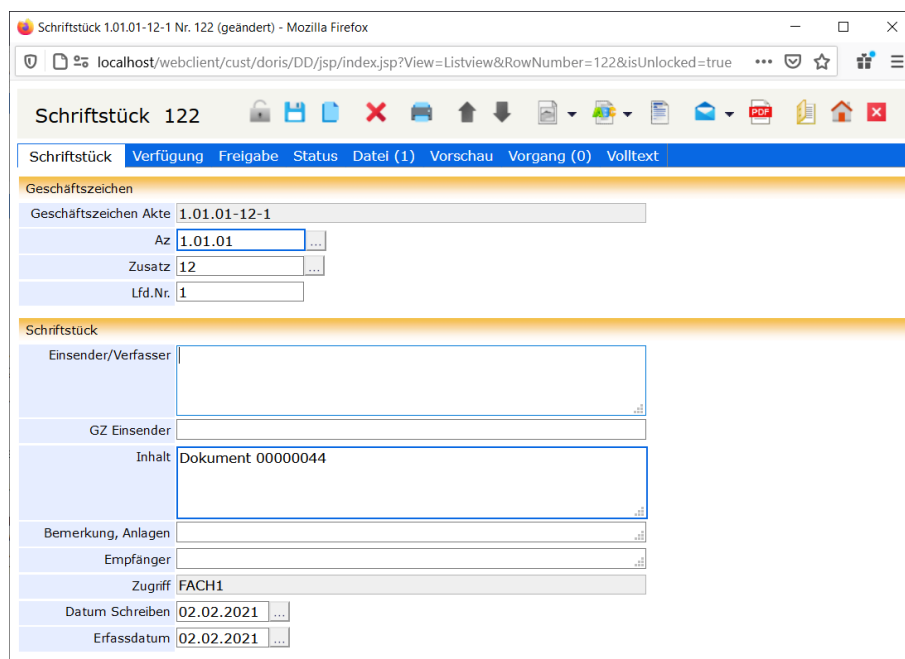 Schriftstück 1.01.01-12-1 Nr. 122 (geändert) - Mozilla Firefox
localhost/webclient/cust/doris/DD/jsp/index.jsp?View=Listview&RowNumber=122&isUnlocked=true
Schriftstück 122
PDF
Schriftstück Verfügung Freigabe Status Datei (1) Vorschau Vorgang (0) Volltext
Geschäftszeichen
Geschäftszeichen Akte 1.01.01-12-1
Az 1.01.01 ...
Zusatz 12 ...
Lfd.Nr. 1
Schriftstück
Einsender/Verfasser
GZ Einsender
Inhalt Dokument 00000044
Bemerkung, Anlagen
Empfänger
Zugriff FACH1
Datum Schreiben 02.02.2021 ...
Erfassdatum 02.02.2021 ...